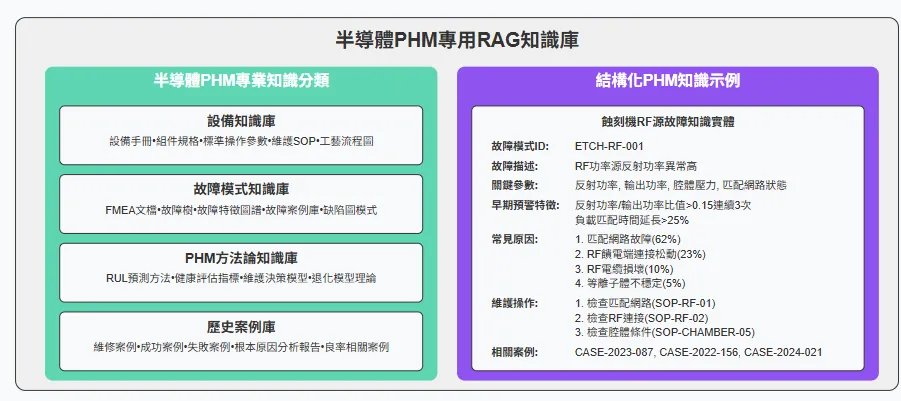 半導體PHM專用RAG知識庫
半導體PHM專業知識分類
設備知識庫
設備手冊•組件規格•標準操作參數•維護SOP•工藝流程圖
故障模式知識庫
FMEA文檔•故障樹•故障特徵圖譜•故障案例庫•缺陷圖模式
PHM方法論知識庫
RUL預測方法•健康評估指標•維護決策模型•退化模型理論
歷史案例庫
維修案例•成功案例•失敗案例•根本原因分析報告•良率相關案例
結構化PHM知識示例
蝕刻機RF源故障知識實體
故障模式ID: ETCH-RF-001
故障描述: RF功率源反射功率異常高
關鍵參數: 反射功率, 輸出功率, 腔體壓力, 匹配網路狀態
早期預警特徵: 反射功率/輸出功率比值>0.15連續3次
負載匹配時間延長>25%
常見原因: 1. 匹配網路故障(62%)
2. RF饋電端連接松動(23%)
3. RF電纜損壞(10%)
4. 等離子體不穩定(5%)
維護操作: 1. 檢查匹配網路(SOP-RF-01)
2. 檢查RF連接(SOP-RF-02)
3. 檢查腔體條件(SOP-CHAMBER-05)
相關案例: CASE-2023-087, CASE-2022-156, CASE-2024-021